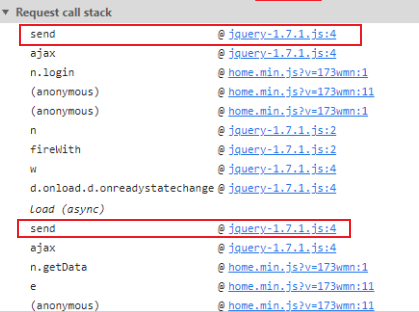 Request call stack
send @ jquery-1.7.1.js:4
ajax @ jquery-1.7.1.js:4
n.login @ home.min.js?v=173wmn:1
(anonymous) @ home.min.js?v=173wmn:11
(anonymous) @ home.min.js?v=173wmn:1
n @ jquery-1.7.1.js:2
fireWith @ jquery-1.7.1.js:2
w @ jquery-1.7.1.js:4
d.onload.d.onreadystatechange @ jquery-1.7.1.js:4
load (async)
send @ jquery-1.7.1.js:4
ajax @ jquery-1.7.1.js:4
n.getData @ home.min.js?v=173wmn:1
e @ home.min.js?v=173wmn:11
(anonymous) @ home.min.js?v=173wmn:11